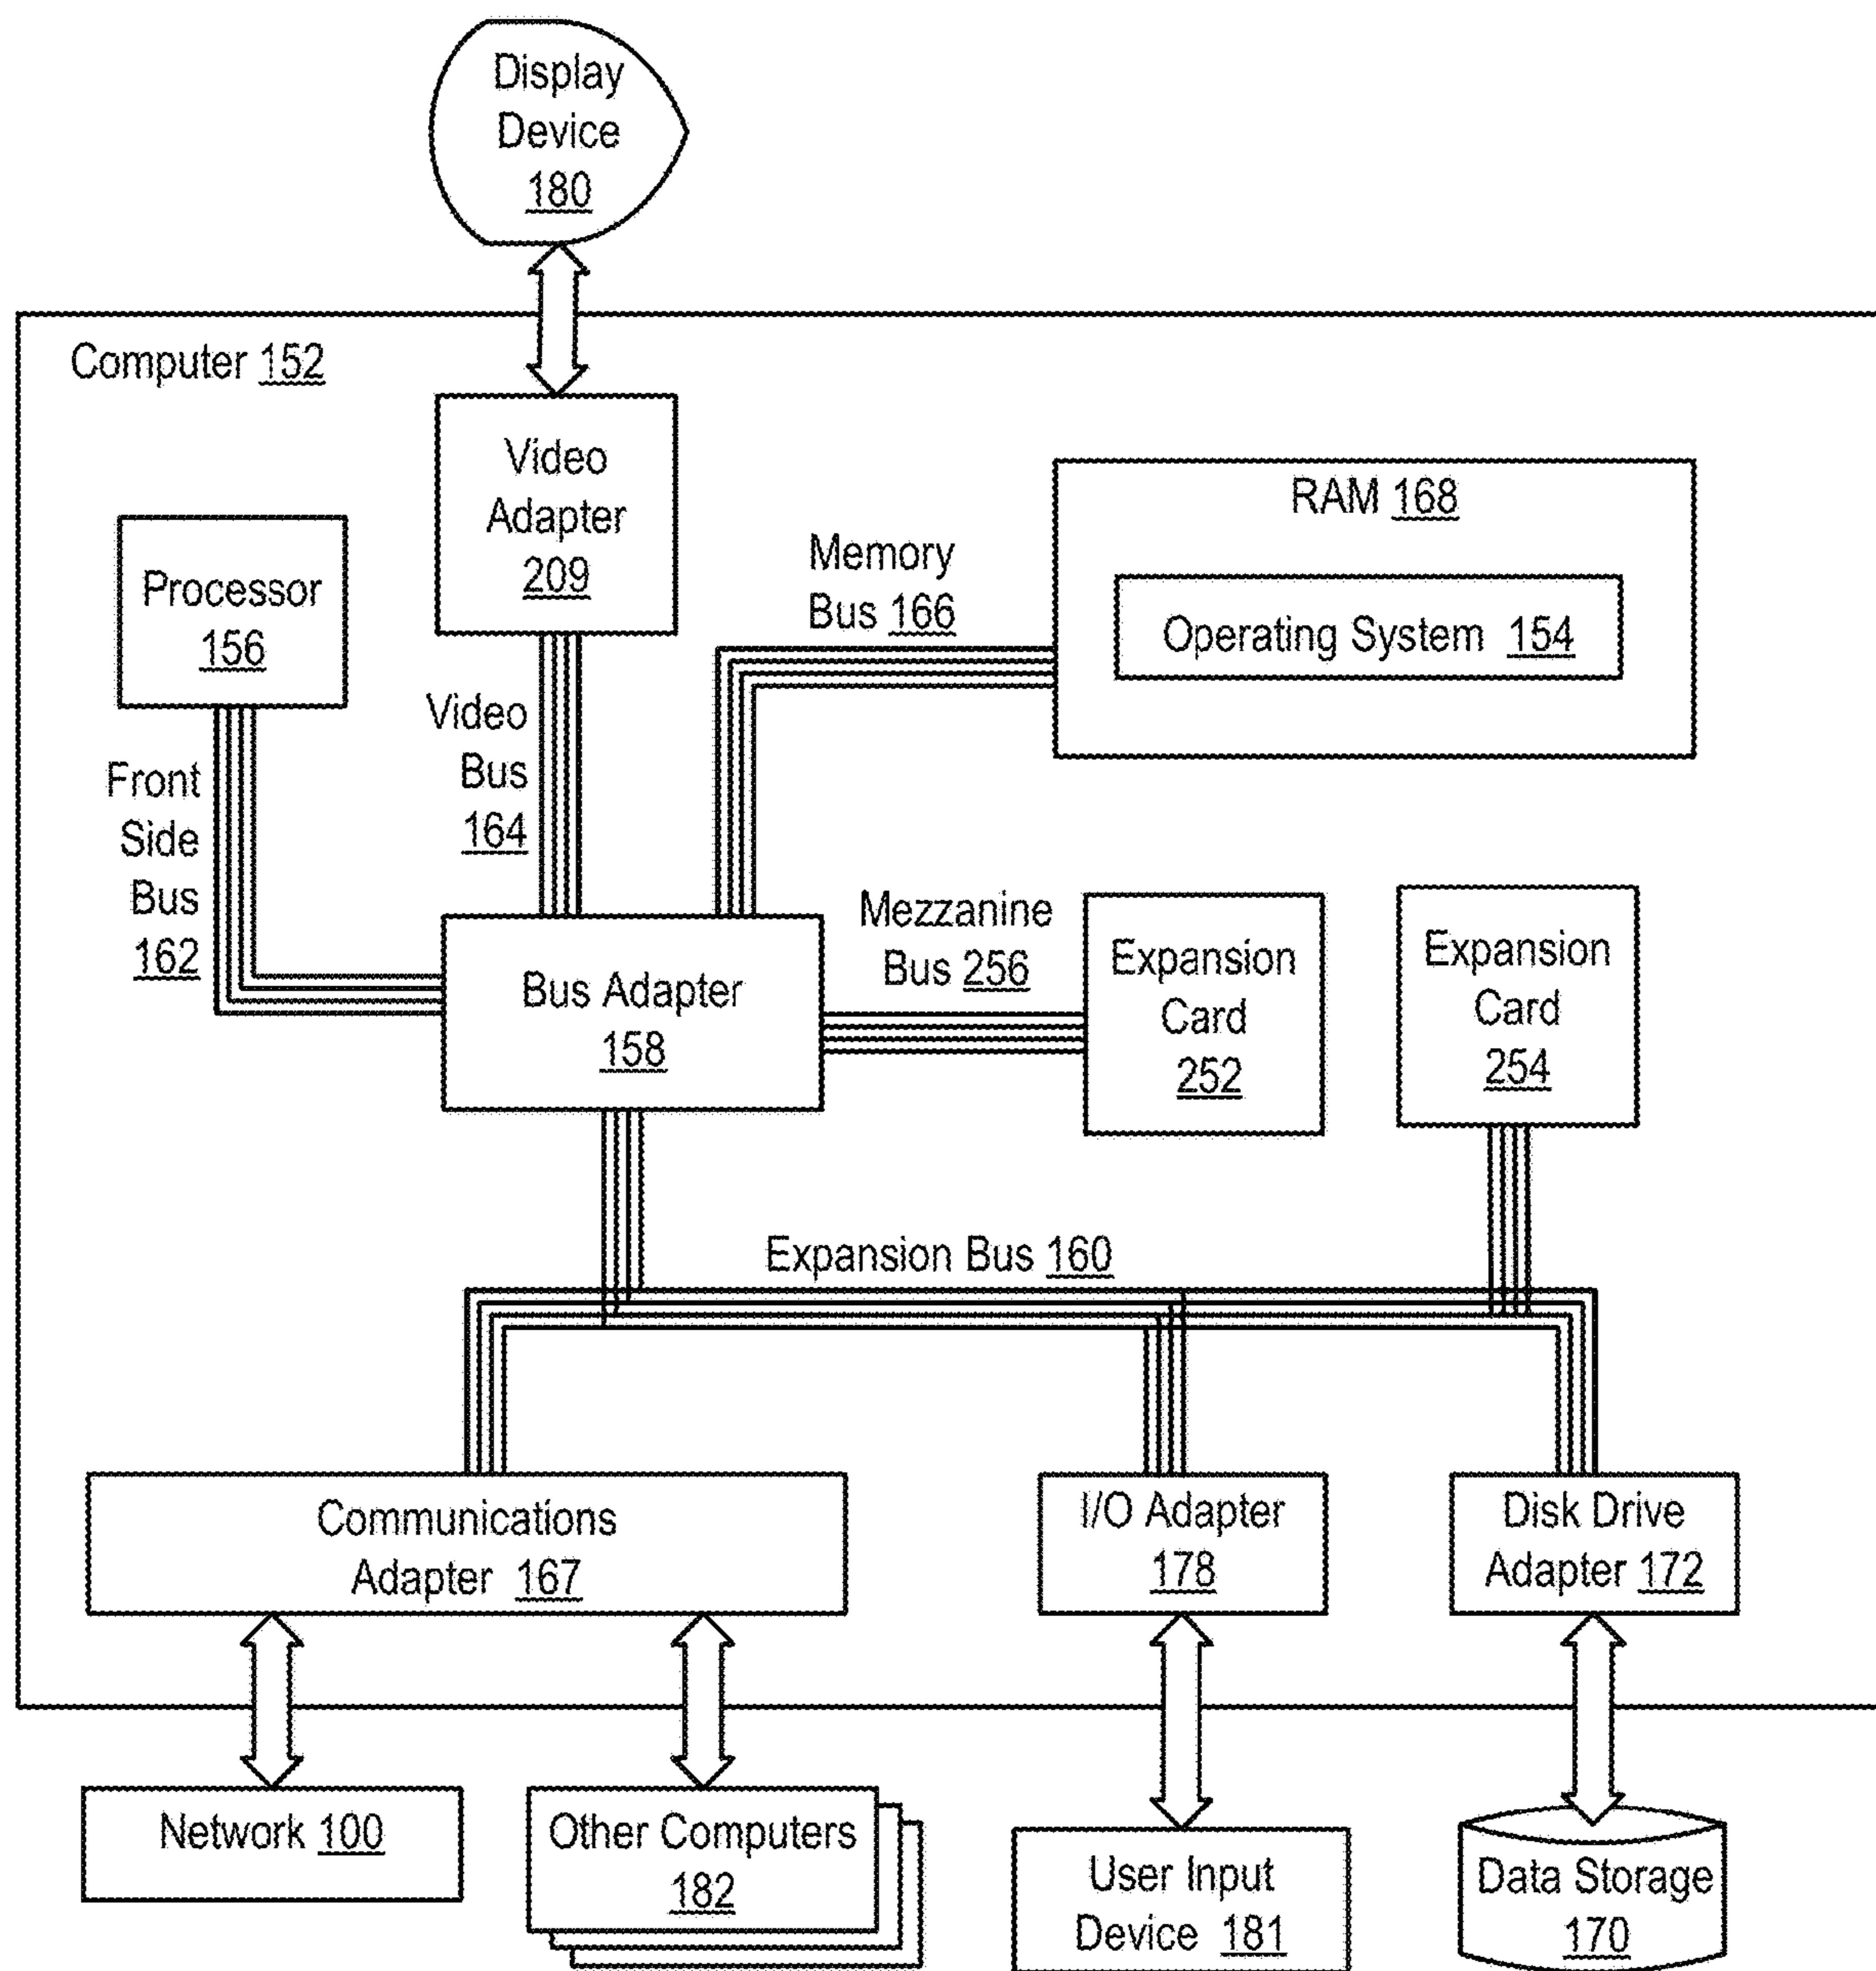 Display
Device
180
Computer 152
Video
Adapter
209
RAM 168
Operating System 154
Memory
Bus 166
Processor
156
Video
Bus
164
Front
Side
Bus
162
Bus Adapter
158
Mezzanine
Bus 256
Expansion
Card
252
Expansion
Card
254
Expansion Bus 160
Communications
Adapter 167
I/O Adapter
178
Disk Drive
Adapter 172
Network 100
Other Computers
182
User Input
Device 181
Data Storage
170